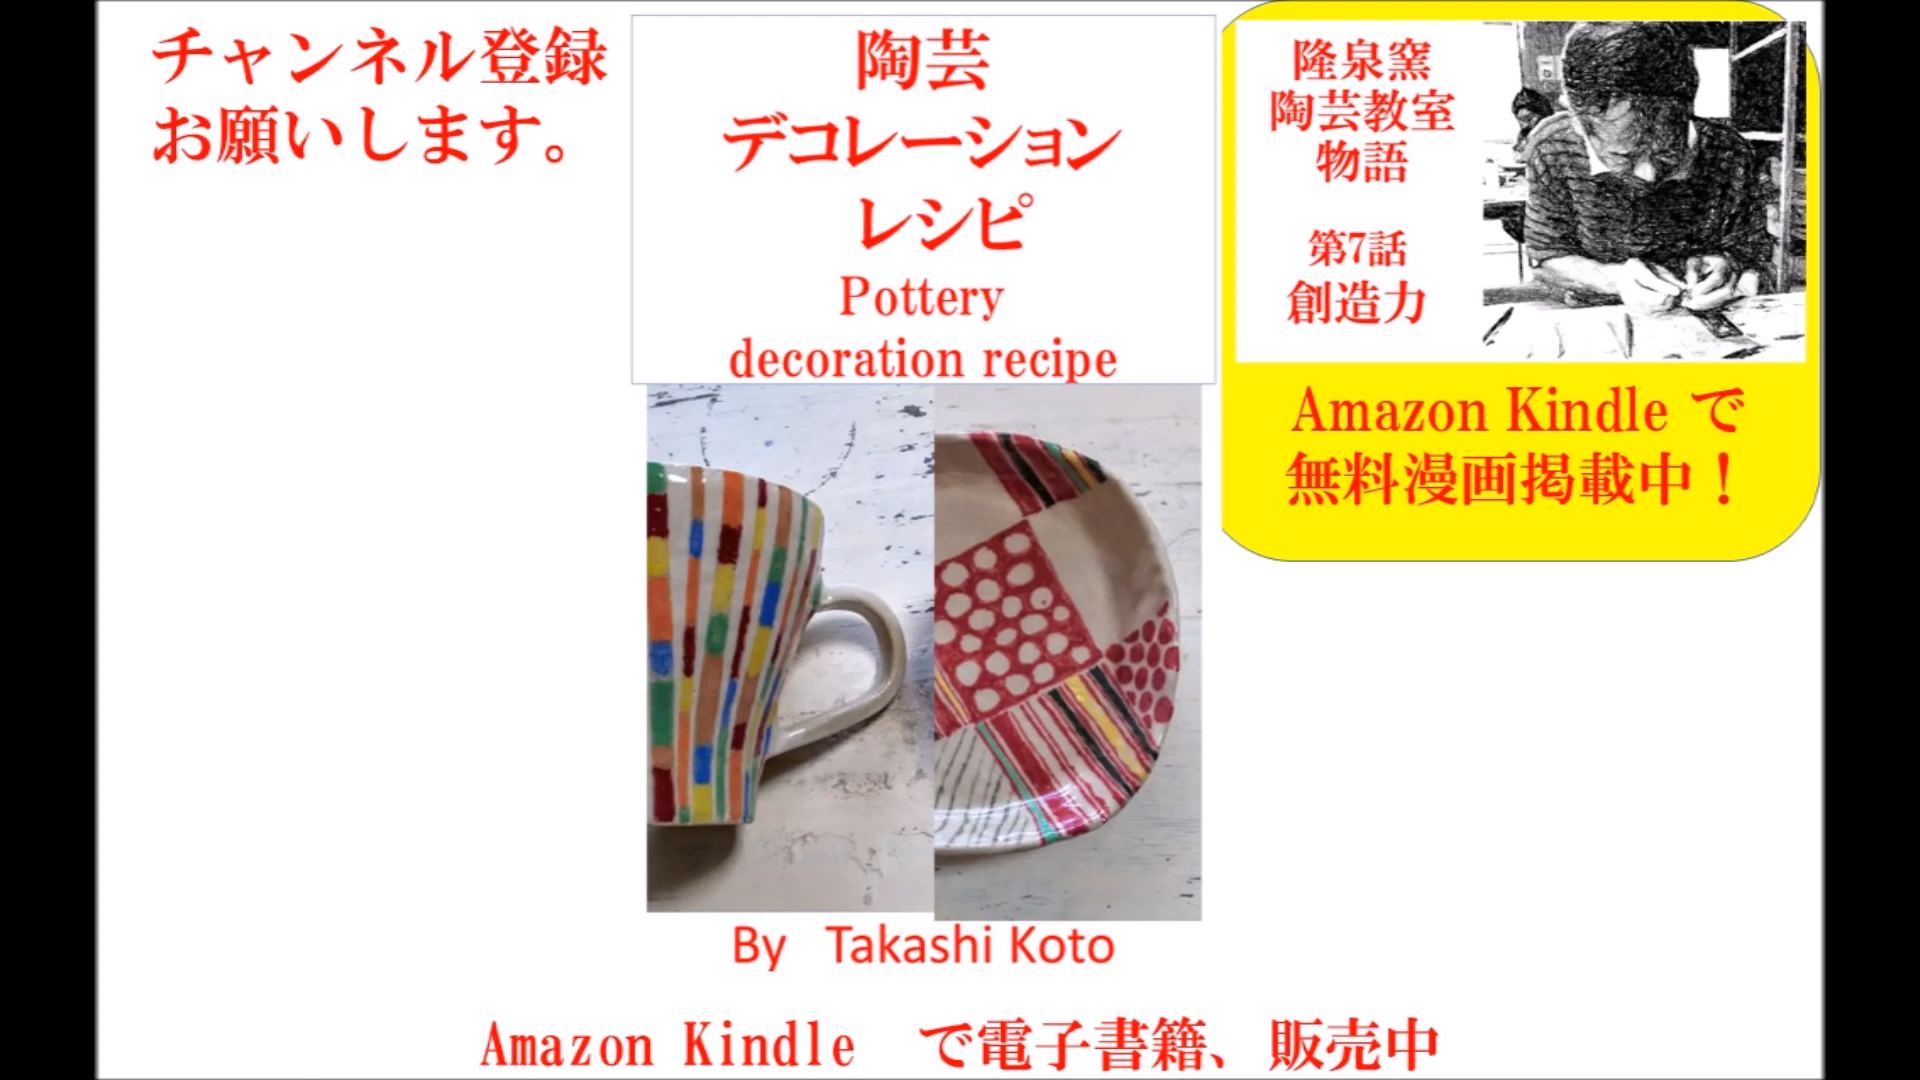 チャンネル登録
お願いします。
陶芸
デコレーション
レシピ
Pottery
decoration recipe
By Takashi Koto
隆泉窯
陶芸教室
物語
第7話
創造力
Amazon Kindle で
無料漫画掲載中！
Amazon Kindle で電子書籍、販売中